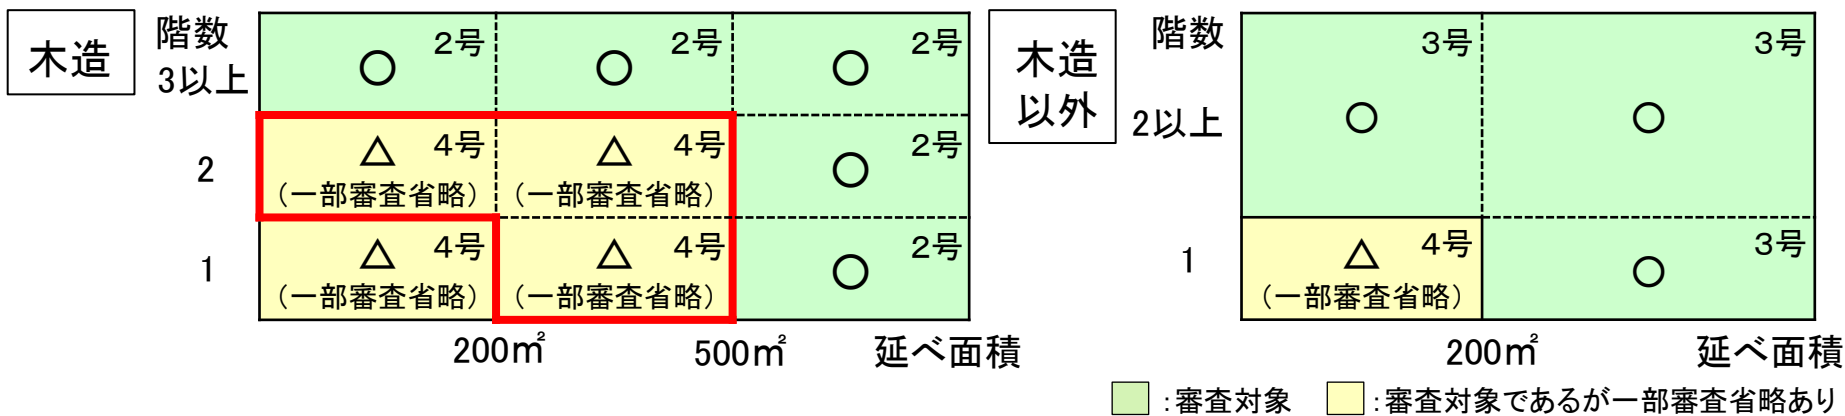 木造
階数
3以上
2号
2号
2号
○
○
○
2
4号
4号
2号
△
△
○
(一部審査省略)
(一部審査省略)
1
4号
4号
2号
△
△
○
(一部審査省略)
(一部審査省略)
200㎡
500㎡
延べ面積
木造
以外
階数
2以上
3号
3号
○
○
1
4号
3号
△
○
(一部審査省略)
200㎡
延べ面積
:審査対象
:審査対象であるが一部審査省略あり